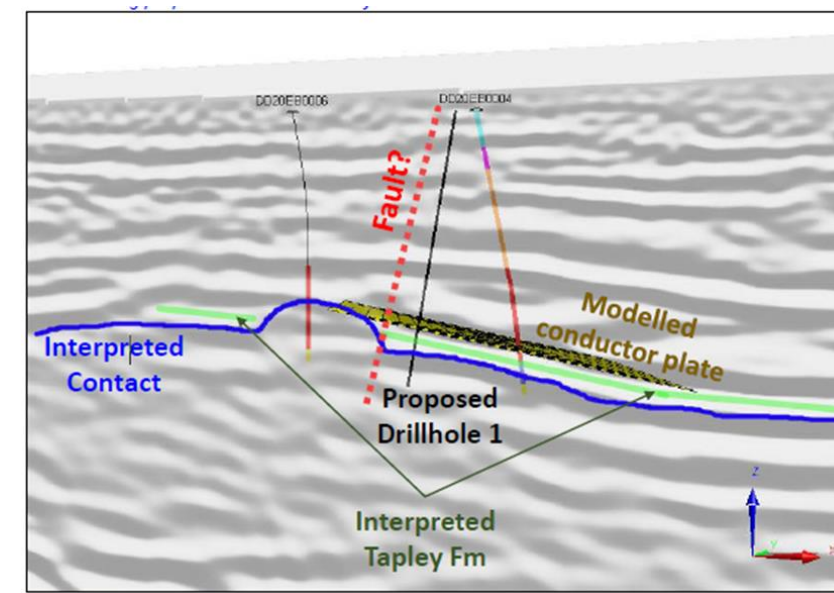 DD20EB0006
DD20EB0004
Fault?
Modelled
conductor plate
Interpreted
Contact
Proposed
Drillhole 1
Interpreted
Tapley Fm
Z
Y